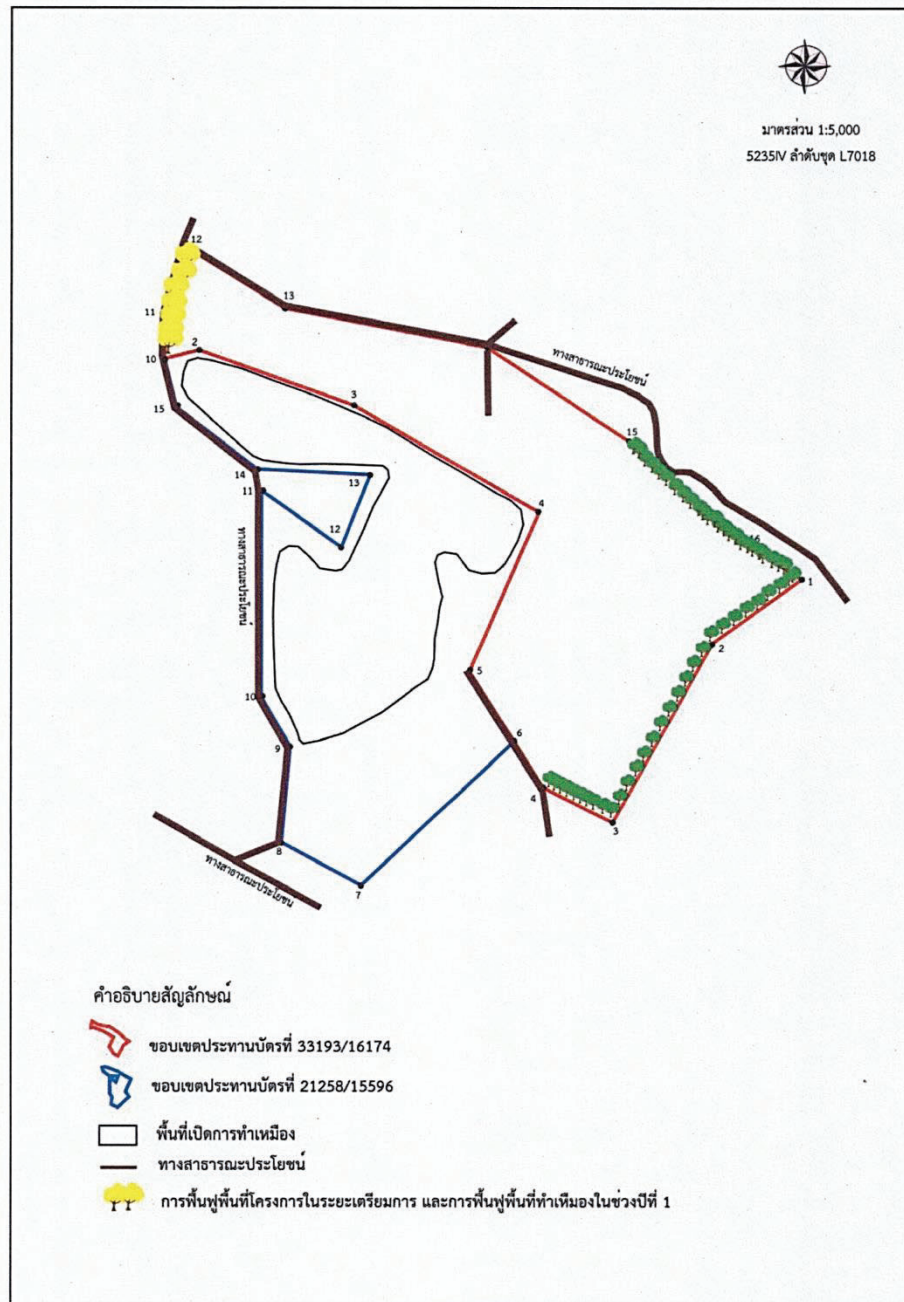 มาตรส่วน 1:5,000
5235IV ลำดับชุด L7018
12
13
11
10
2
ทางสาธารณะประโยชน์
3
15
15
14
13
11
4
12
16
1
ทางสาธารณะประโยชน์
2
5
10
6
9
4
3
8
ทางสาธารณะประโยชน์
7
คำอธิบายสัญลักษณ์
ขอบเขตประทานบัตรที่ 33193/16174
ขอบเขตประทานบัตรที่ 21258/15596
พื้นที่เปิดการทำเหมือง
ทางสาธารณะประโยชน์
การฟื้นฟูพื้นที่โครงการในระยะเตรียมการ และการฟื้นฟูพื้นที่ทำเหมืองในช่วงปีที่ 1